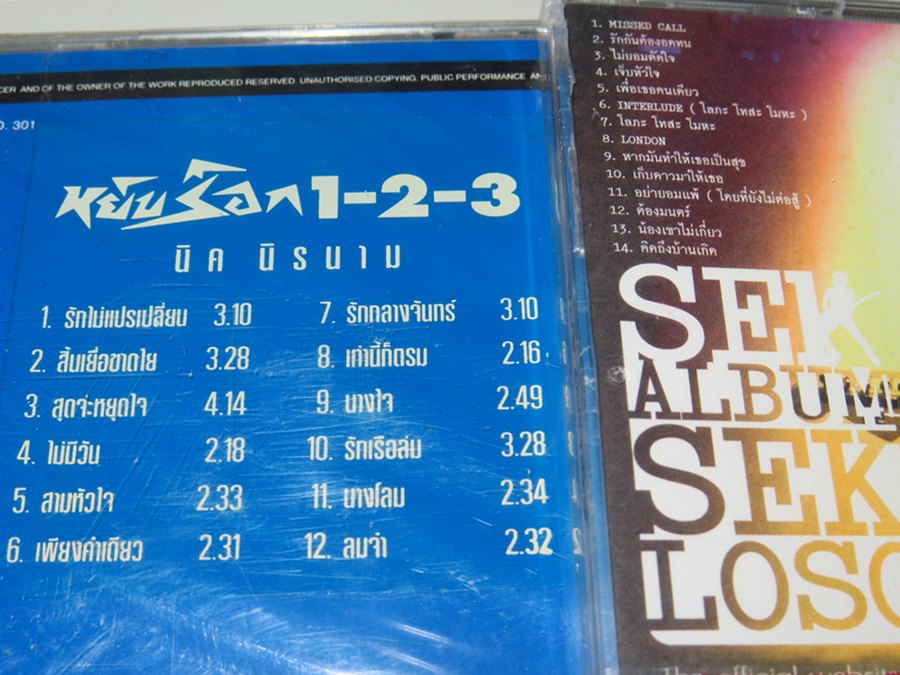 CER AND OF THE OWNER OF THE WORK REPRODUCED RESERVED. UNAUTHORISED COPYING, PUBLIC PERFORMANCE AN
301
หยิบร๊อค 1-2-3
นิค นิรนาม
1. รักไม่แปรเปลี่ยน 3.10
2. สิ้นเยื่อขาดใย 3.28
3. สุดจะหยุดใจ 4.14
4. ไม่มีวัน 2.18
5. สามหัวใจ 2.33
6. เพียงคำเดียว 2.31
7. รักกลางจันทร์ 3.10
8. เท่านี้ก็ตรม 2.16
9. นางใจ 2.49
10. รักเรือล่ม 3.28
11. นางโลม 2.34
12. ลมจ๋า 2.32
1. MISSED CALL
2. รักกันต้องอดทน
3. ไม่ยอมตัดใจ
4. เจ็บหัวใจ
5. เพื่อเธอคนเดียว
6. INTERLUDE ( โลภะ โทสะ โมหะ )
7. โลภะ โทสะ โมหะ
8. LONDON
9. หากมันทำให้เธอเป็นสุข
10. เก็บดาวมาให้เธอ
11. อย่ายอมแพ้ ( โดยที่ยังไม่ต่อสู้ )
12. ต้องมนตร์
13. น้องเขาไม่เกี่ยว
14. คิดถึงบ้านเกิด
SEK
ALBUM
SEK
LOSO
The official website